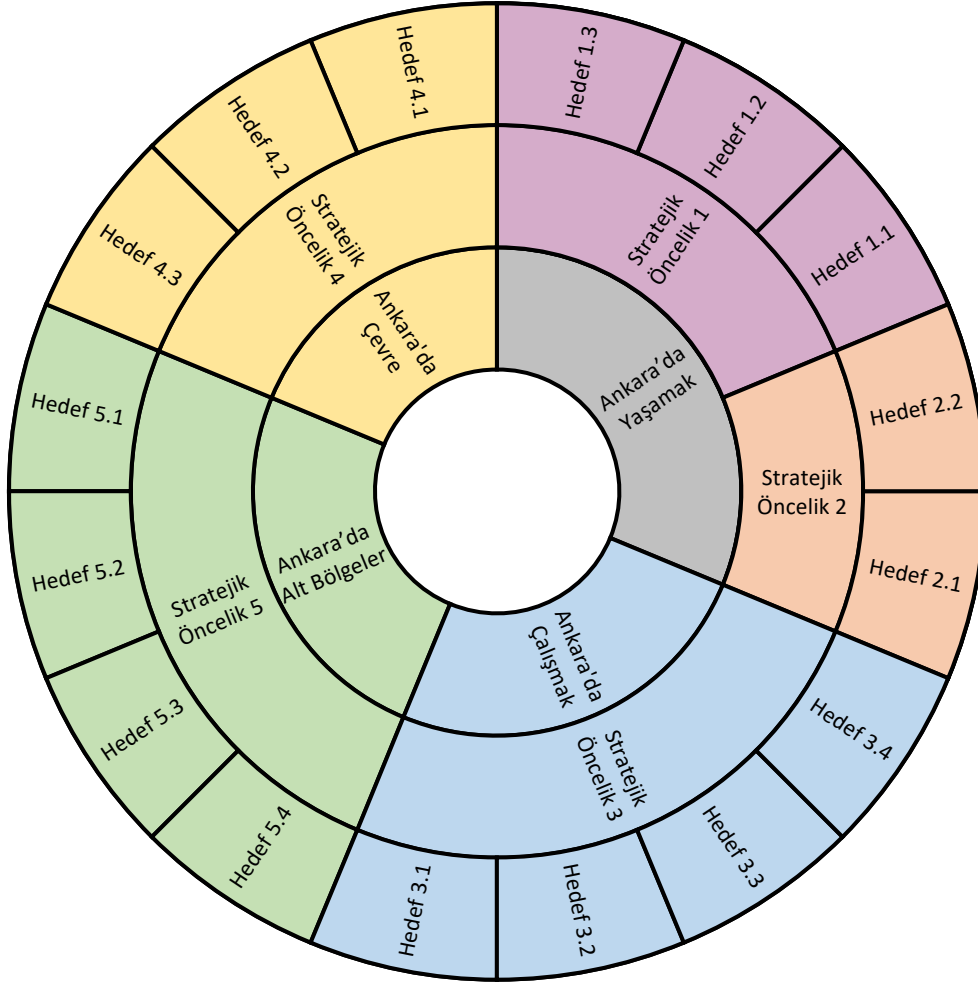 Hedef 4.1
Hedef 1.3
Hedef 4.2
Hedef 1.2
Hedef 4.3
Hedef 1.1
Stratejik
Öncelik 4
Stratejik
Öncelik 1
Ankara'da
Çevre
Ankara’da
Yaşamak
Hedef 5.1
Hedef 2.2
Stratejik
Öncelik 2
Hedef 5.2
Hedef 2.1
Ankara’da
Alt Bölgeler
Stratejik
Öncelik 5
Ankara'da
Çalışmak
Stratejik
Öncelik 3
Hedef 5.3
Hedef 3.4
Hedef 5.4
Hedef 3.3
Hedef 3.1
Hedef 3.2